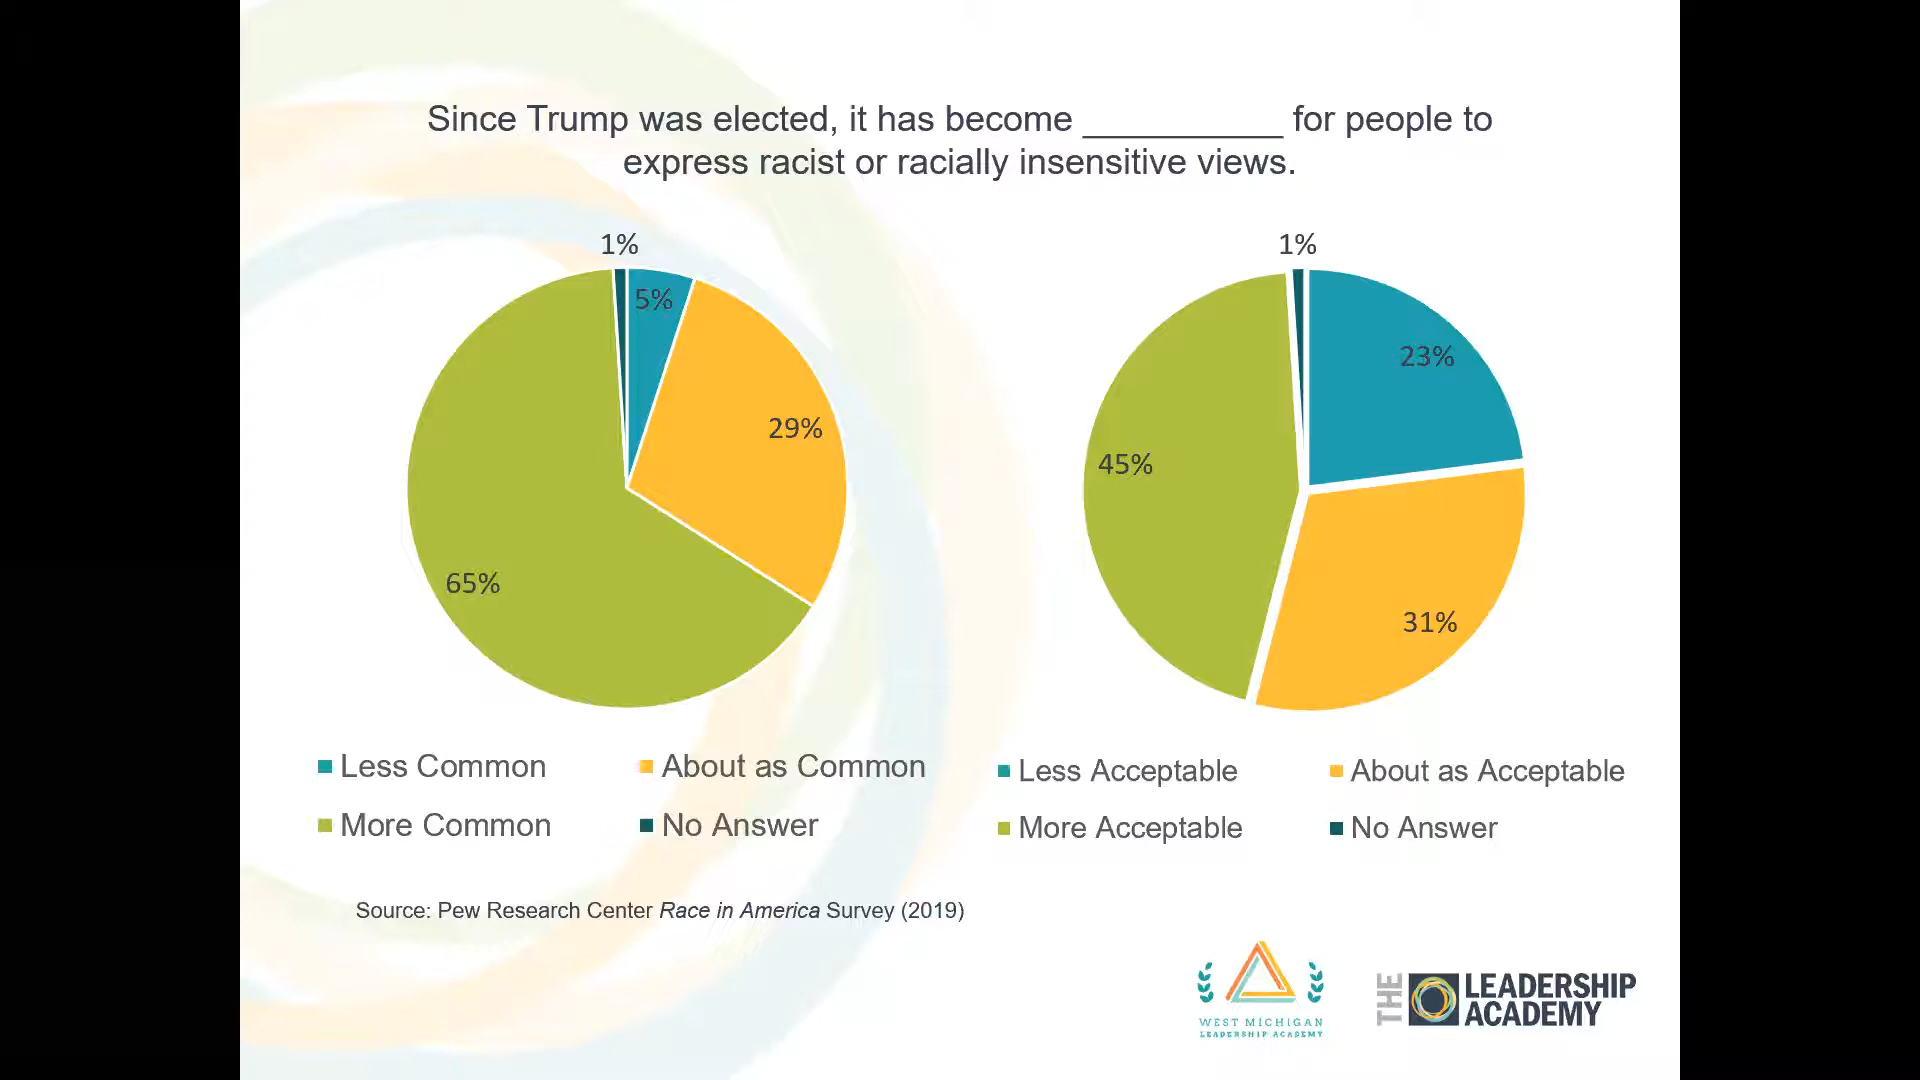 Since Trump was elected, it has become __________ for people to
express racist or racially insensitive views.
1%
5%
29%
65%
1%
23%
45%
31%
Less Common
About as Common
More Common
No Answer
Less Acceptable
About as Acceptable
More Acceptable
No Answer
Source: Pew Research Center Race in America Survey (2019)
WEST MICHIGAN
LEADERSHIP ACADEMY
THE
LEADERSHIP
ACADEMY